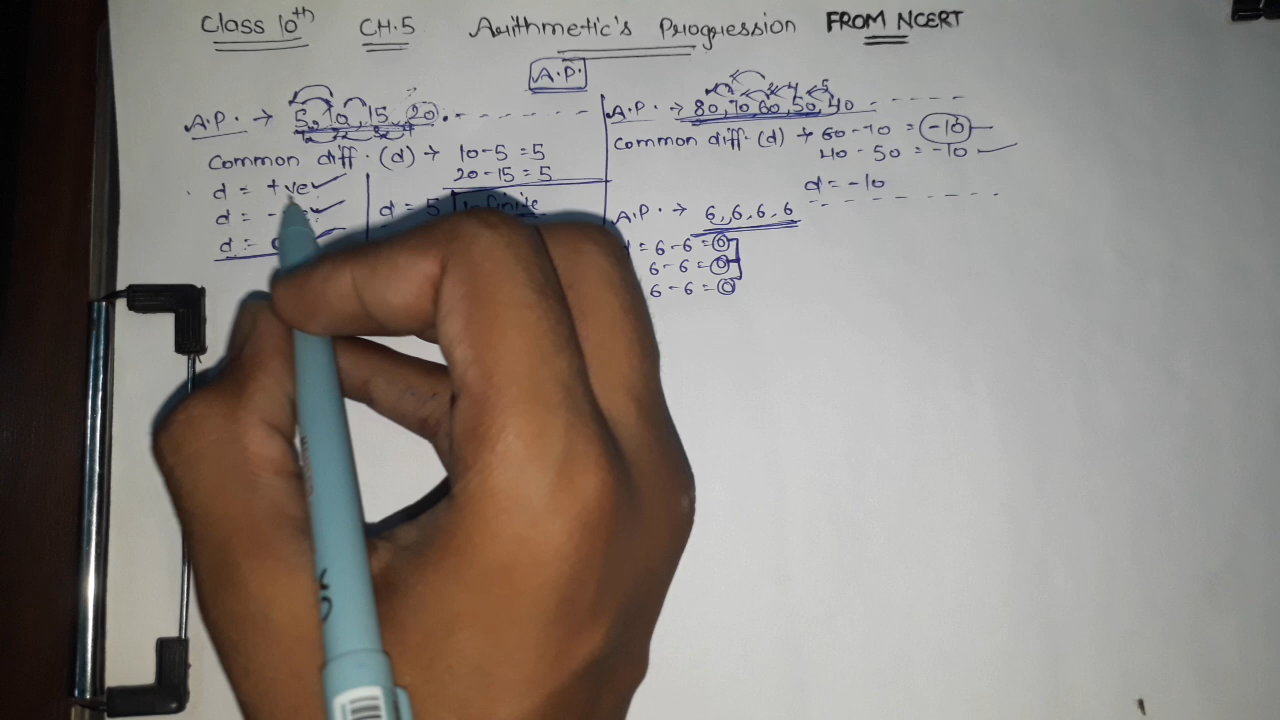 Class 10th CH.5 Arithmetic's Progression FROM NCERT
A.P.
A.P. → 5, 10, 15, 20. - - - - - - -
Common diff. (d) → 10 - 5 = 5
20 - 15 = 5
d = +ve ✓
d = - ✓
d =
d = 5 Infinite
A.P. → 80, 70, 60, 50, 40 - - - - - -
Common diff. (d) → 60 - 70 = -10
40 - 50 = -10 ✓
d = -10
A.P. → 6, 6, 6, 6 - - - - - - -
= 6 - 6 = 0
6 - 6 = 0
6 - 6 = 0